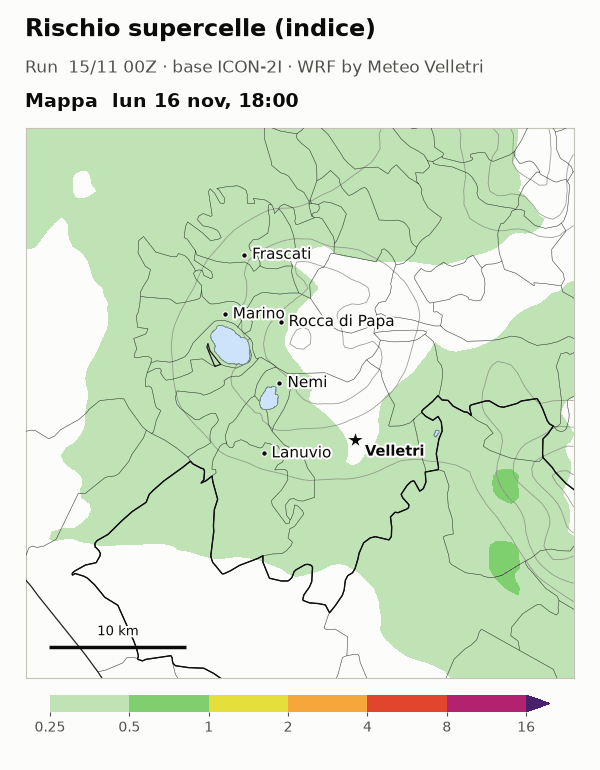 Rischio supercelle (indice)
Run  15/11 00Z · base ICON-2I · WRF by Meteo Velletri
Mappa  lun 16 nov, 18:00
Frascati
Marino
Rocca di Papa
Nemi
Velletri
Lanuvio
10 km
0.25 0.5 1 2 4 8 16